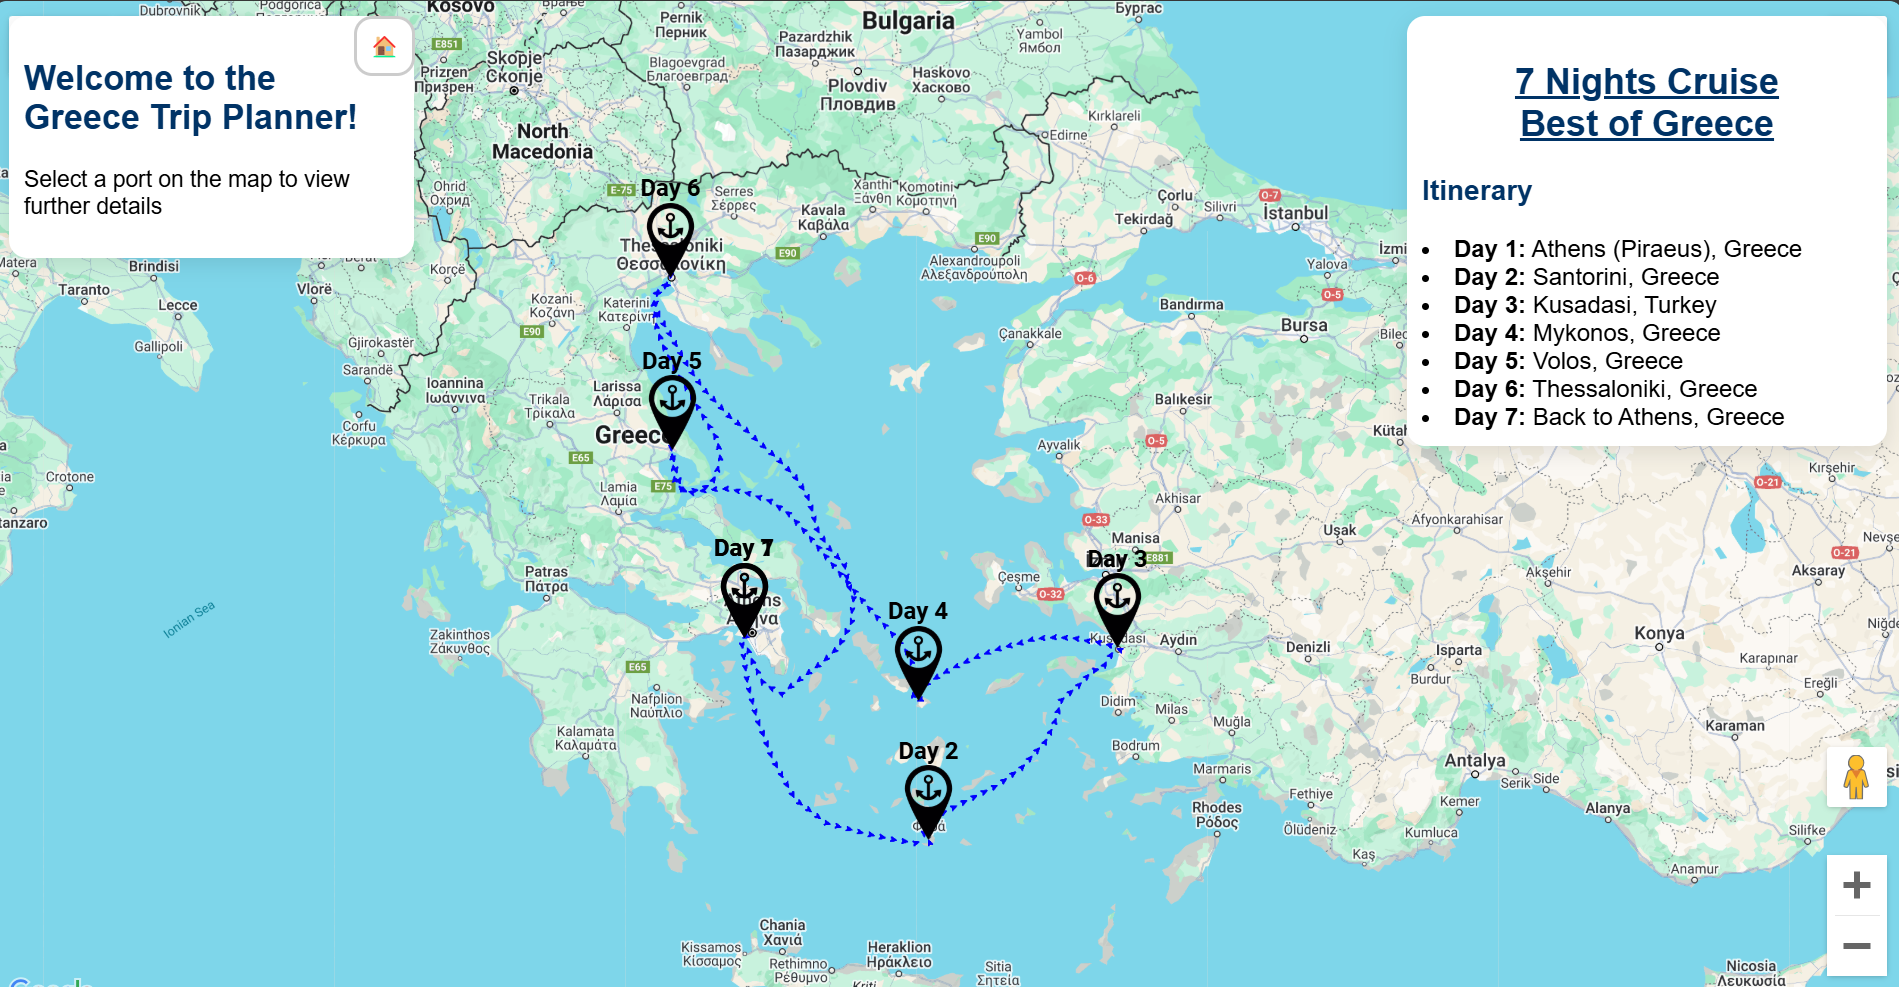 Welcome to the
Greece Trip Planner!
Select a port on the map to view
further details
7 Nights Cruise
Best of Greece
Itinerary
Day 1: Athens (Piraeus), Greece
Day 2: Santorini, Greece
Day 3: Kusadasi, Turkey
Day 4: Mykonos, Greece
Day 5: Volos, Greece
Day 6: Thessaloniki, Greece
Day 7: Back to Athens, Greece
Dubrovnik
Podgorica
Kosovo
Врање
Pernik
Перник
Bulgaria
Бургас
E851
Prizren
Призрен
Skopje
Скопје
Blagoevgrad
Благоевград
Pazardzhik
Пазарджик
Plovdiv
Пловдив
Haskovo
Хасково
Yambol
Ямбол
Kırklareli
Edirne
North
Macedonia
Ohrid
Охрид
E-75
Day 6
Serres
Σέρρες
Xanthi
Ξάνθη
Komotini
Κομοτηνή
Kavala
Καβάλα
E90
E90
Alexandroupoli
Αλεξανδρούπολη
Thessaloniki
Θεσσαλονίκη
Çorlu
Silivri
O-7
İstanbul
Tekirdağ
Yalova
O-6
O-5
Bandırma
Bursa
Çanakkale
Matera
Brindisi
Taranto
Lecce
Gallipoli
Berat
Vlorë
Korçë
Kozani
Κοζάνη
Katerini
Κατερίνη
E90
Gjirokastër
Sarandë
Ioannina
Ιωάννινα
Trikala
Τρίκαλα
Larissa
Λάρισα
Day 5
Corfu
Κέρκυρα
Greece
E65
Lamia
Λαμία
E75
Crotone
Balıkesir
Ayvalık
O-5
Akhisar
O-33
Manisa
Uşak
Afyonkarahisar
Kırşehir
O-21
O-21
Aksaray
Akşehir
Konya
Karapınar
Ereğli
Karaman
Day 7
Athens
Αθήνα
Patras
Πάτρα
Zakinthos
Ζάκυνθος
Ionian Sea
E65
Nafplion
Ναύπλιο
Kalamata
Καλαμάτα
Day 4
Day 3
E881
Çeşme
O-32
Kuşadası
Aydın
Denizli
Isparta
Burdur
Didim
Milas
Muğla
Bodrum
Marmaris
Rhodes
Ρόδος
Fethiye
Ölüdeniz
Antalya
Serik
Side
Kemer
Kumluca
Kaş
Alanya
Anamur
Silifke
Day 2
Φηρά
Chania
Χανιά
Kissamos
Κίσσαμος
Rethimno
Ρέθυμνο
Heraklion
Ηράκλειο
Sitia
Σητεία
Kriti
Nicosia
Λευκωσία
Google